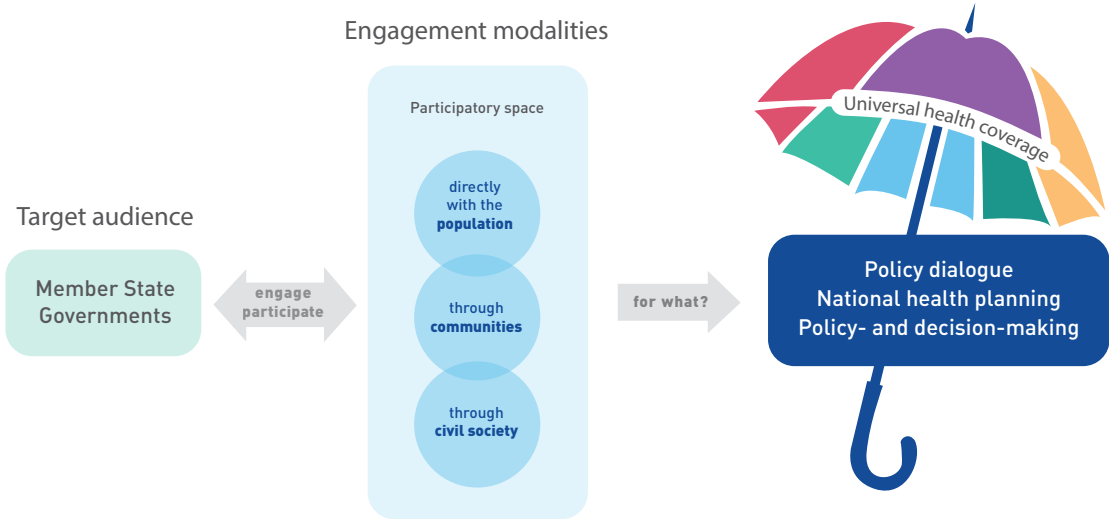 Engagement modalities
Participatory space
directly
with the
population
through
communities
through
civil society
Target audience
Member State
Governments
engage
participate
for what?
Universal health coverage
Policy dialogue
National health planning
Policy- and decision-making